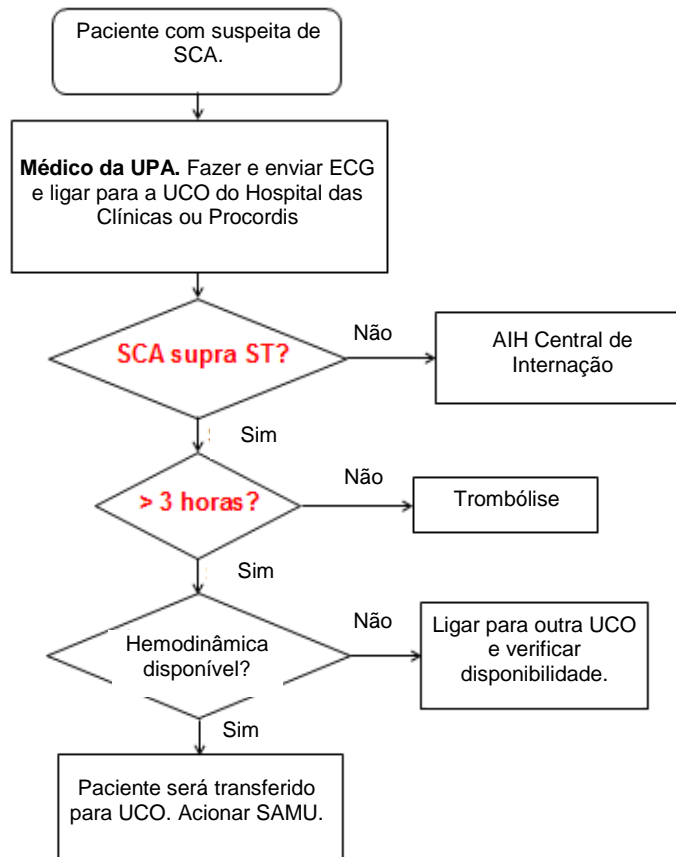 Paciente com suspeita de
SCA.
Médico da UPA. Fazer e enviar ECG
e ligar para a UCO do Hospital das
Clínicas ou Procordis
SCA supra ST?
Não
AIH Central de
Internação
Sim
> 3 horas?
Não
Trombólise
Sim
Hemodinâmica
disponível?
Não
Ligar para outra UCO
e verificar
disponibilidade.
Sim
Paciente será transferido
para UCO. Acionar SAMU.